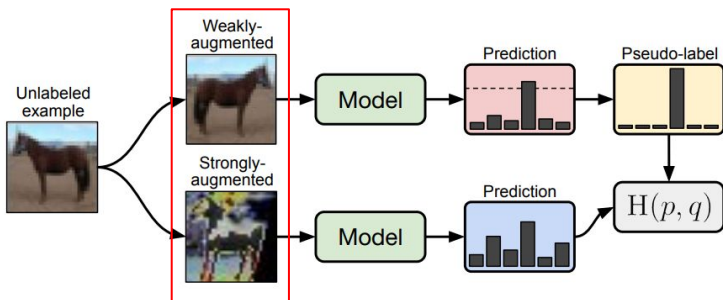 Weakly-
augmented
Unlabeled
example
Model
Prediction
Pseudo-label
Strongly-
augmented
Model
Prediction
H(p, q)